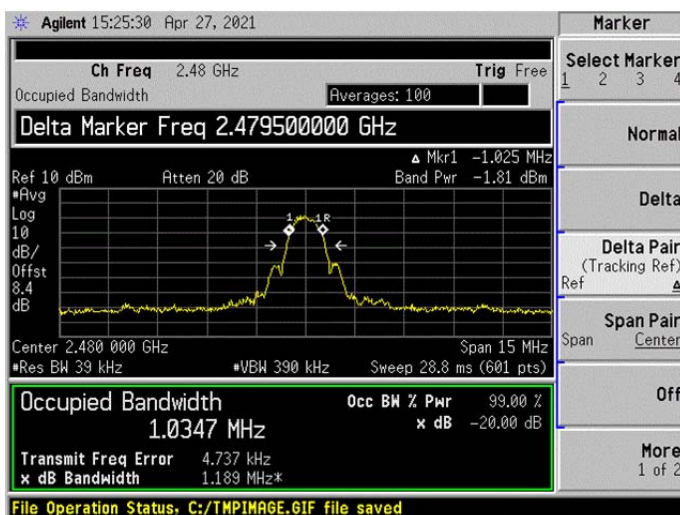 Agilent 15:25:30 Apr 27, 2021
Marker
Ch Freq 2.48 GHz Trig Free
Occupied Bandwidth Averages: 100
Delta Marker Freq 2.479500000 GHz
Δ Mkr1 -1.025 MHz
Ref 10 dBm Atten 20 dB Band Pwr -1.81 dBm
#Avg
Log
10
dB/
Offst
8.4
dB
1 1R
Center 2.480 000 GHz Span 15 MHz
#Res BW 39 kHz #VBW 390 kHz Sweep 28.8 ms (601 pts)
Occupied Bandwidth Occ BW % Pwr 99.00 %
1.0347 MHz x dB -20.00 dB
Transmit Freq Error 4.737 kHz
x dB Bandwidth 1.189 MHz*
File Operation Status, C:/TMPIMAGE.GIF file saved
Select Marker
1 2 3 4
Normal
Delta
Delta Pair
(Tracking Ref)
Ref Δ
Span Pair
Span Center
Off
More
1 of 2